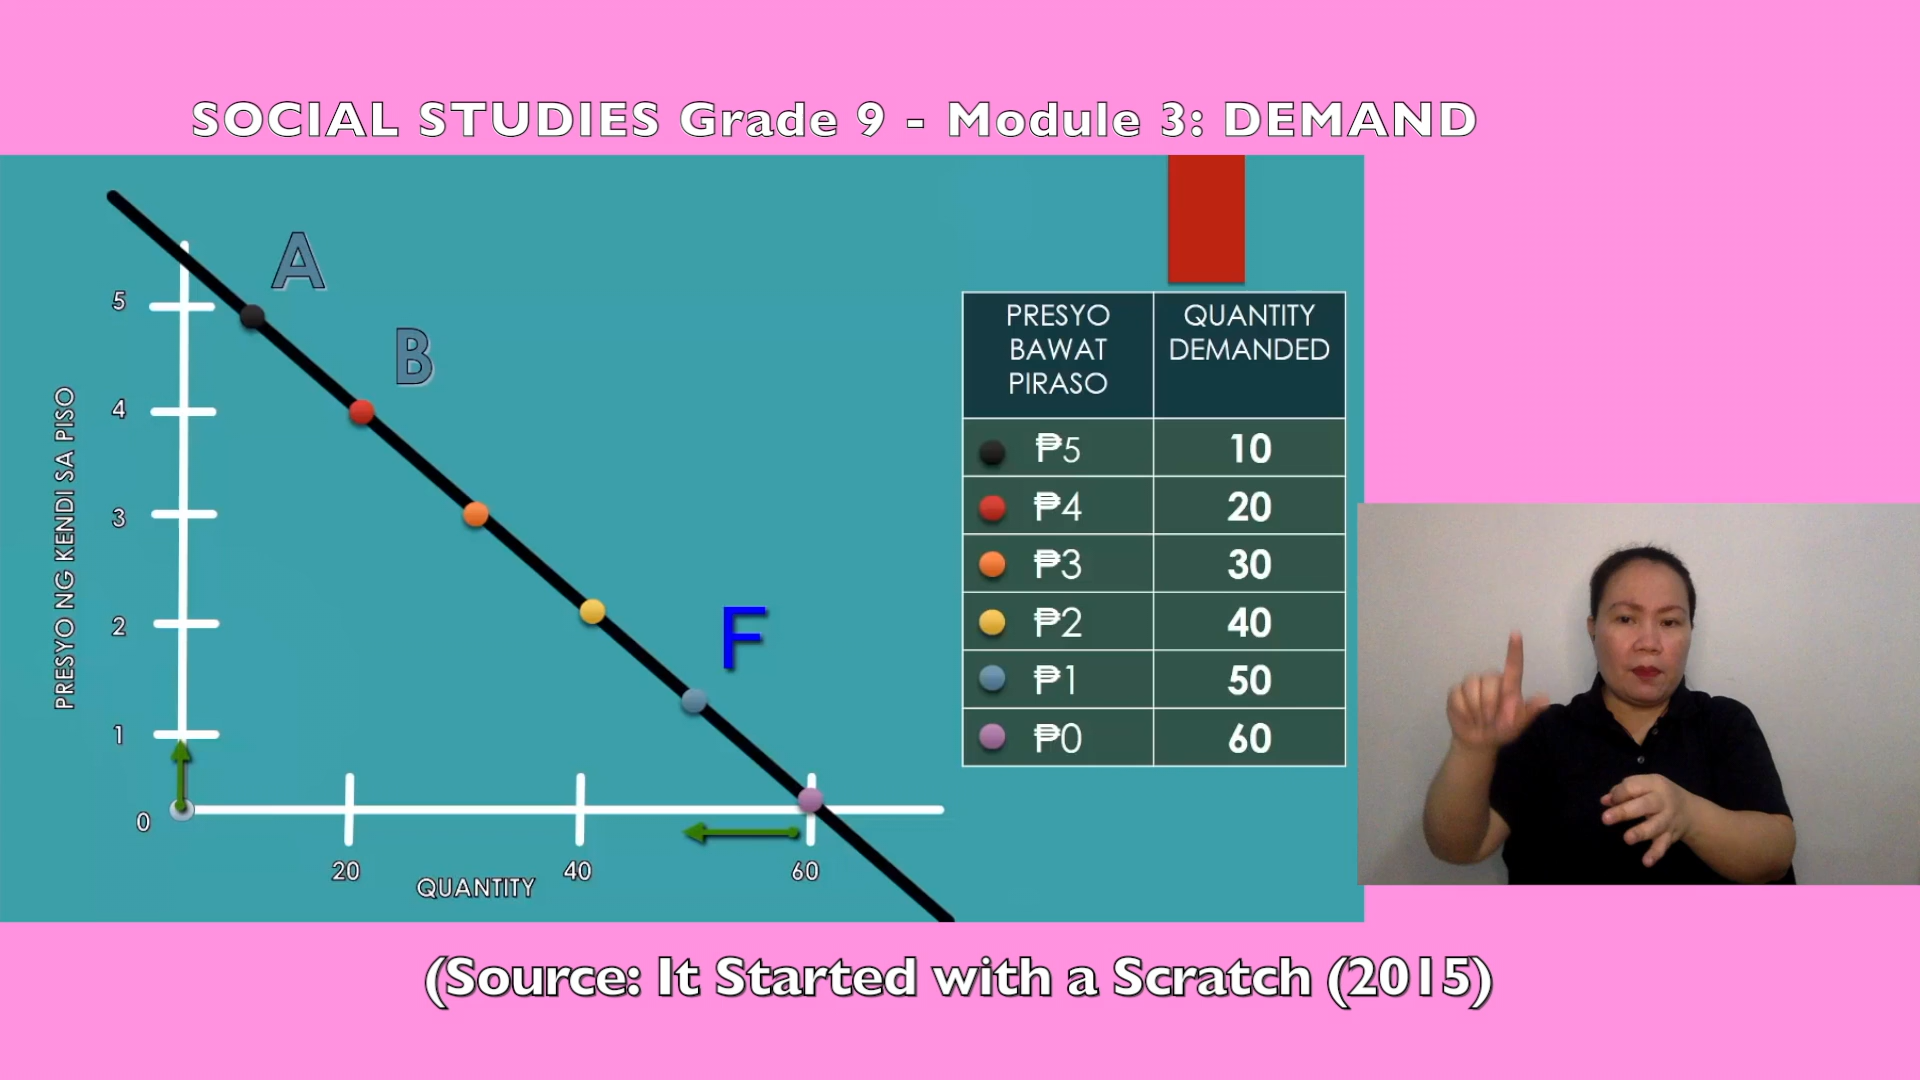 SOCIAL STUDIES Grade 9 - Module 3: DEMAND
A
B
F
5
4
3
2
1
0
PRESYO NG KENDI SA PISO
20
40
60
QUANTITY
PRESYO BAWAT PIRASO
QUANTITY DEMANDED
₱5 10
₱4 20
₱3 30
₱2 40
₱1 50
₱0 60
(Source: It Started with a Scratch (2015)